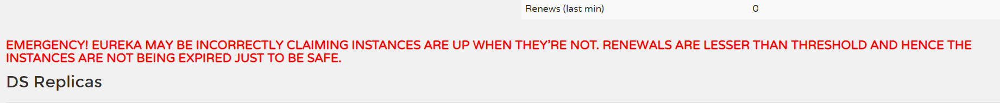 Renews (last min) 0
EMERGENCY! EUREKA MAY BE INCORRECTLY CLAIMING INSTANCES ARE UP WHEN THEY'RE NOT. RENEWALS ARE LESSER THAN THRESHOLD AND HENCE THE
INSTANCES ARE NOT BEING EXPIRED JUST TO BE SAFE.
DS Replicas